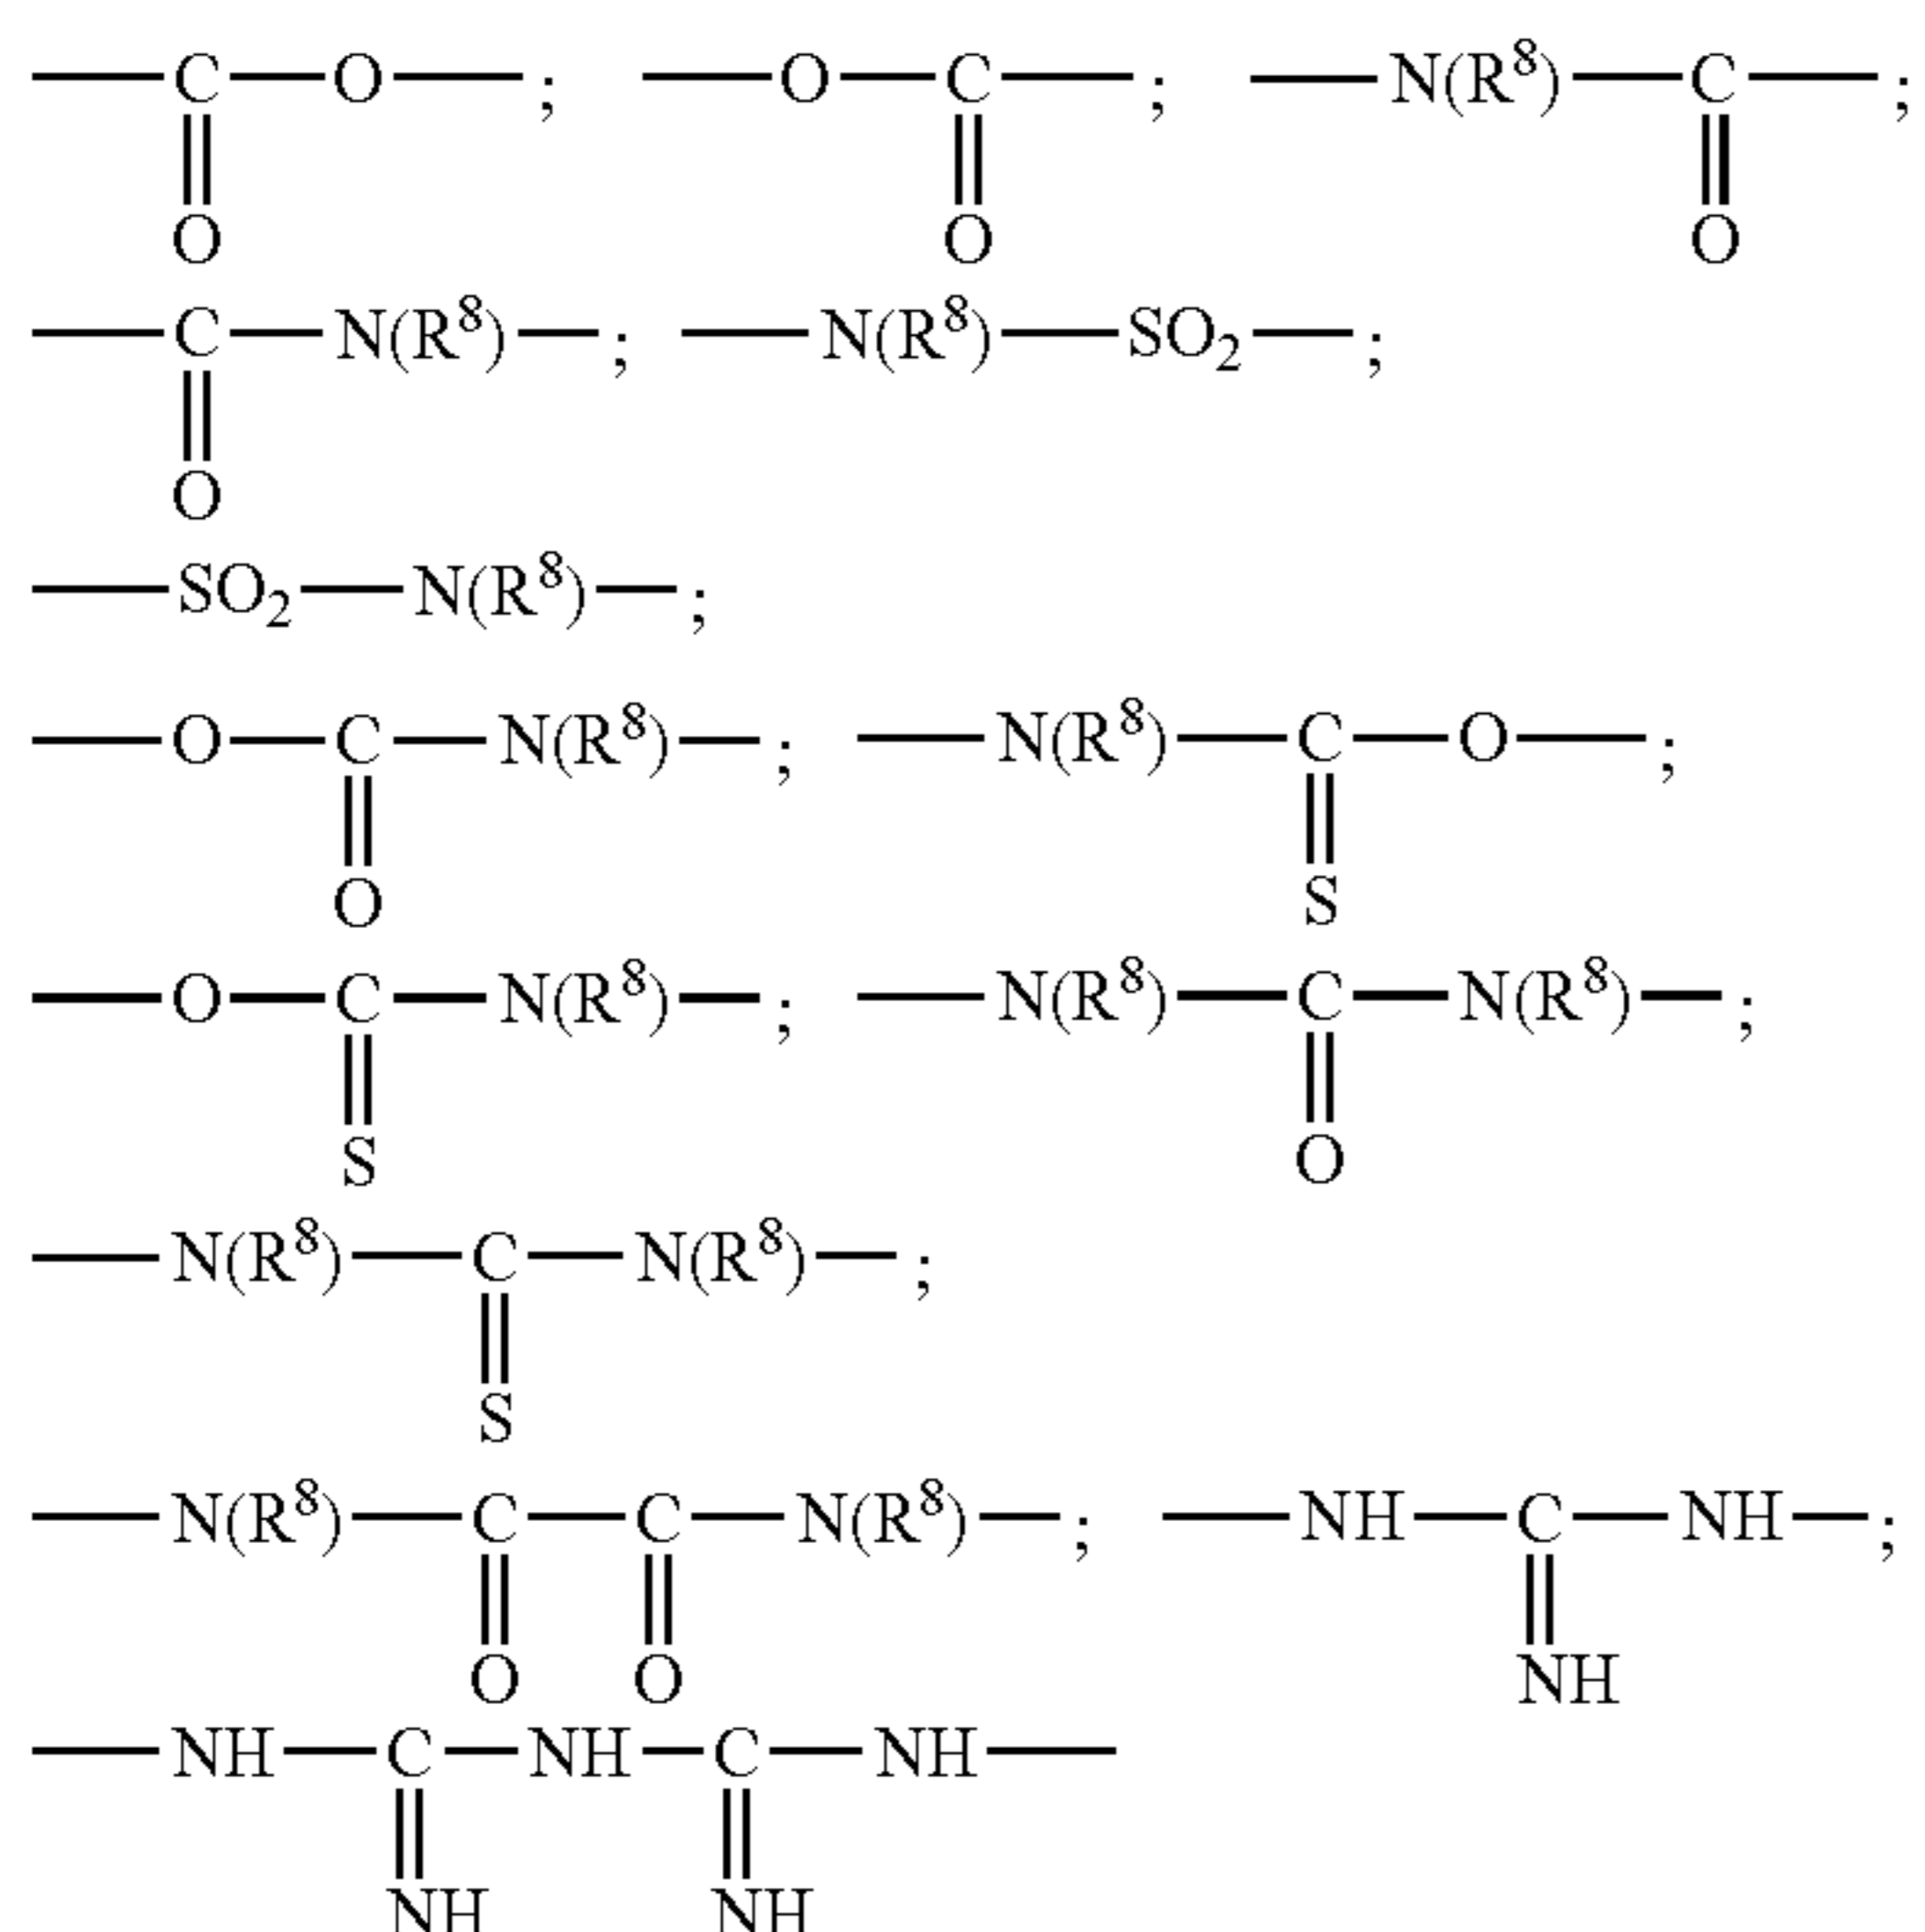 —C—O—; —O—C—; —N(R⁸)—C—;
O O O
—C—N(R⁸)—; —N(R⁸)—SO₂—;
O
—SO₂—N(R⁸)—;
—O—C—N(R⁸)—; —N(R⁸)—C—O—;
O S
—O—C—N(R⁸)—; —N(R⁸)—C—N(R⁸)—;
S O
—N(R⁸)—C—N(R⁸)—;
S
—N(R⁸)—C—C—N(R⁸)—; —NH—C—NH—;
O O NH
—NH—C—NH—C—NH—
NH NH